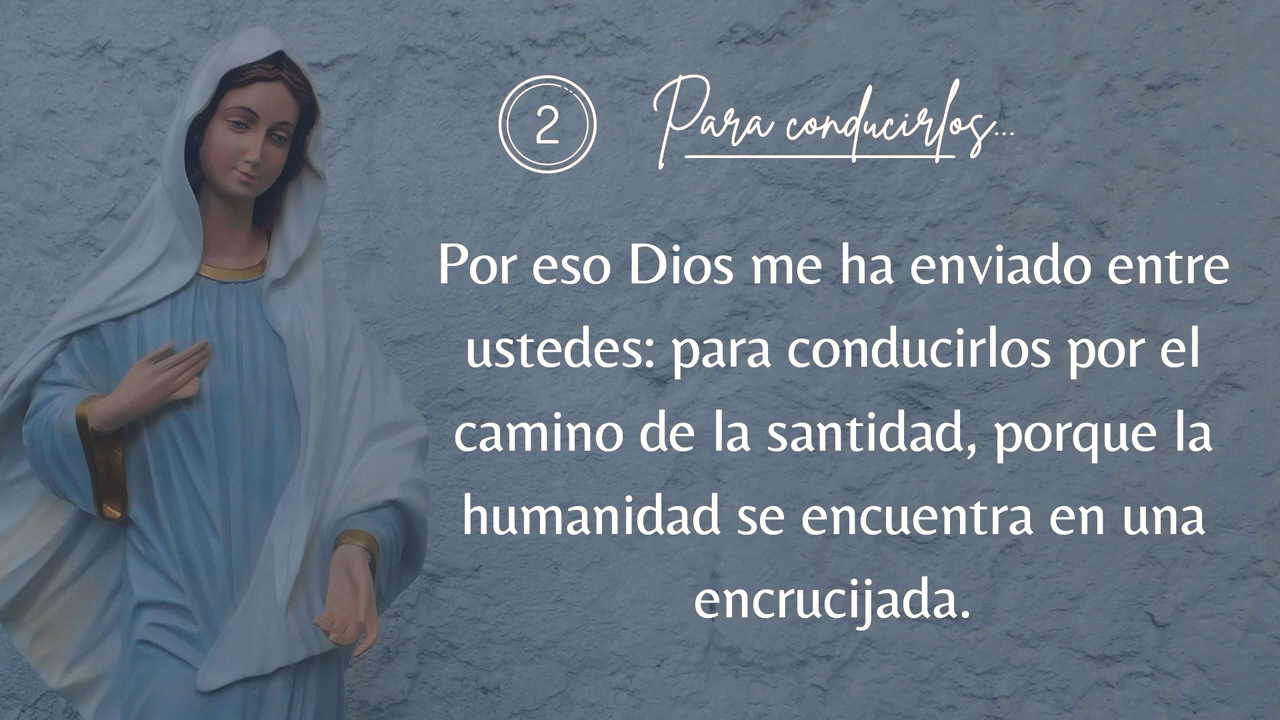 2 Para conducirlos...
Por eso Dios me ha enviado entre
ustedes: para conducirlos por el
camino de la santidad, porque la
humanidad se encuentra en una
encrucijada.